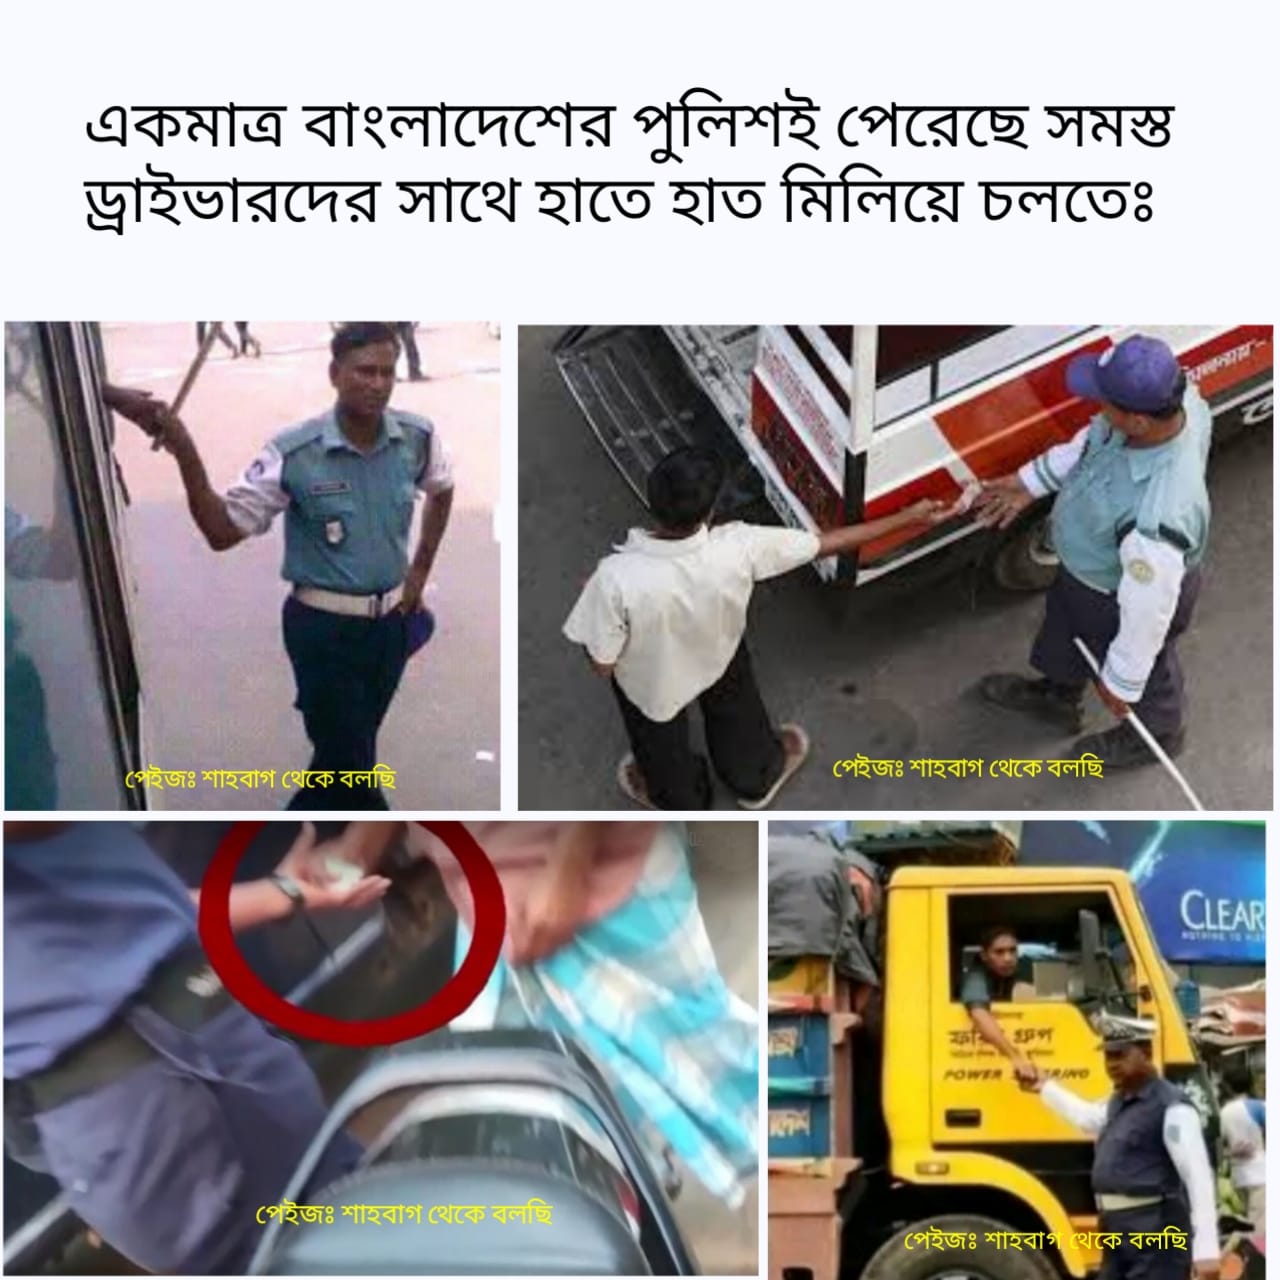 একমাত্র বাংলাদেশের পুলিশই পেরেছে সমস্ত
ড্রাইভারদের সাথে হাতে হাত মিলিয়ে চলতেঃ
পেইজঃ শাহবাগ থেকে বলছি
পেইজঃ শাহবাগ থেকে বলছি
CLEAR
গ্রুপ
POWER
পেইজঃ শাহবাগ থেকে বলছি
পেইজঃ শাহবাগ থেকে বলছি